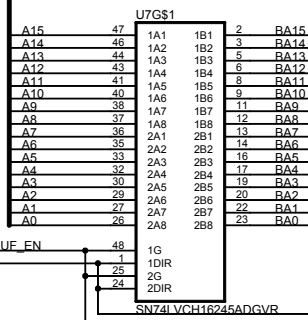 U7G$1
A15 47 1A1 1B1 2 BA15
A14 46 1A2 1B2 3 BA14
A13 44 1A3 1B3 5 BA13
A12 43 1A4 1B4 6 BA12
A11 41 1A5 1B5 8 BA11
A10 40 1A6 1B6 9 BA10
A9 38 1A7 1B7 11 BA9
A8 37 1A8 1B8 12 BA8
A7 36 2A1 2B1 13 BA7
A6 35 2A2 2B2 14 BA6
A5 33 2A3 2B3 16 BA5
A4 32 2A4 2B4 17 BA4
A3 30 2A5 2B5 19 BA3
A2 29 2A6 2B6 20 BA2
A1 27 2A7 2B7 22 BA1
A0 26 2A8 2B8 23 BA0
UF_EN 48 1G
1 1DIR
25 2G
24 2DIR
SN74LVCH16245ADGVR